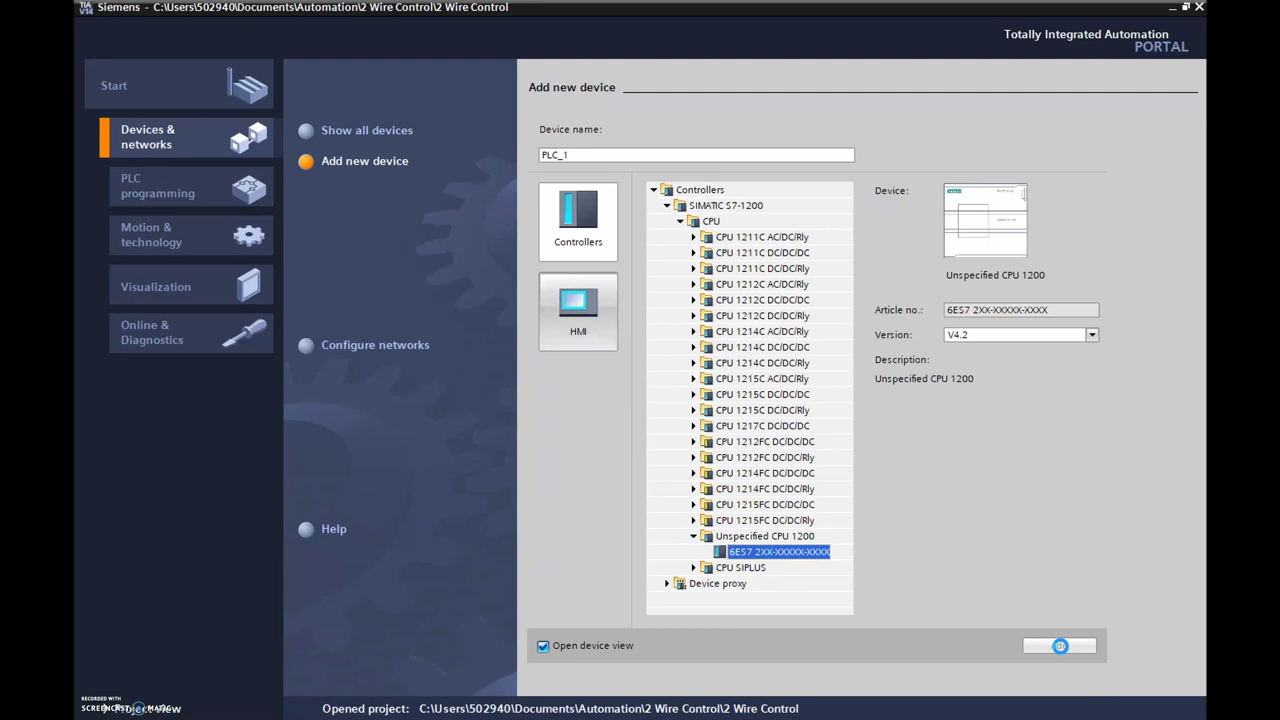 TIA V14 Siemens - C:\Users\502940\Documents\Automation\2 Wire Control\2 Wire Control
Totally Integrated Automation
PORTAL
Start
Devices &
networks
PLC
programming
Motion &
technology
Visualization
Online &
Diagnostics
Show all devices
Add new device
Configure networks
Help
Add new device
Device name:
PLC_1
Controllers
HMI
Controllers
SIMATIC S7-1200
CPU
CPU 1211C AC/DC/Rly
CPU 1211C DC/DC/DC
CPU 1211C DC/DC/Rly
CPU 1212C AC/DC/Rly
CPU 1212C DC/DC/DC
CPU 1212C DC/DC/Rly
CPU 1214C AC/DC/Rly
CPU 1214C DC/DC/DC
CPU 1214C DC/DC/Rly
CPU 1215C AC/DC/Rly
CPU 1215C DC/DC/DC
CPU 1215C DC/DC/Rly
CPU 1217C DC/DC/DC
CPU 1212FC DC/DC/DC
CPU 1212FC DC/DC/Rly
CPU 1214FC DC/DC/DC
CPU 1214FC DC/DC/Rly
CPU 1215FC DC/DC/DC
CPU 1215FC DC/DC/Rly
Unspecified CPU 1200
6ES7 2XX-XXXXX-XXXX
CPU SIPLUS
Device proxy
Device:
Unspecified CPU 1200
Article no.: 6ES7 2XX-XXXXX-XXXX
Version: V4.2
Description:
Unspecified CPU 1200
Open device view
RECORDED WITH
SCREENCAST MATIC
Project view
Opened project: C:\Users\502940\Documents\Automation\2 Wire Control\2 Wire Control